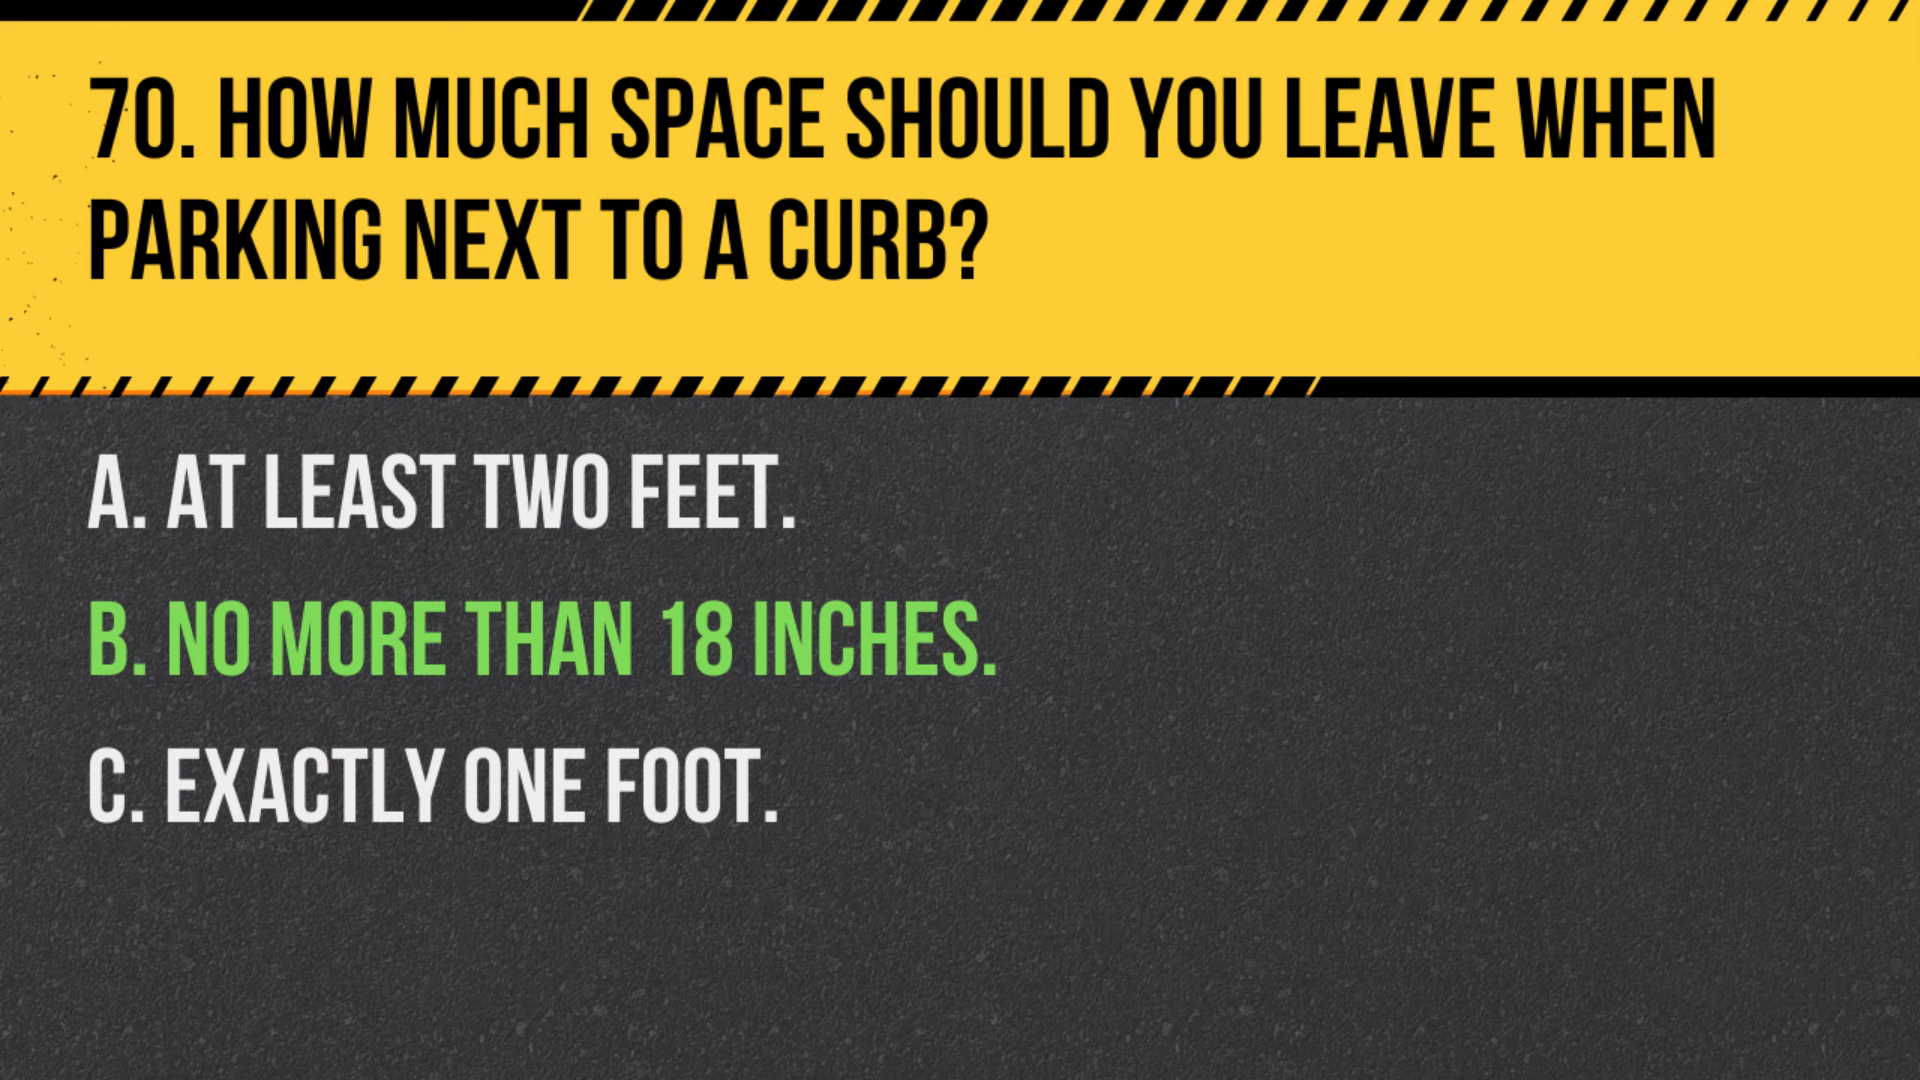 70. HOW MUCH SPACE SHOULD YOU LEAVE WHEN
PARKING NEXT TO A CURB?
A. AT LEAST TWO FEET.
B. NO MORE THAN 18 INCHES.
C. EXACTLY ONE FOOT.